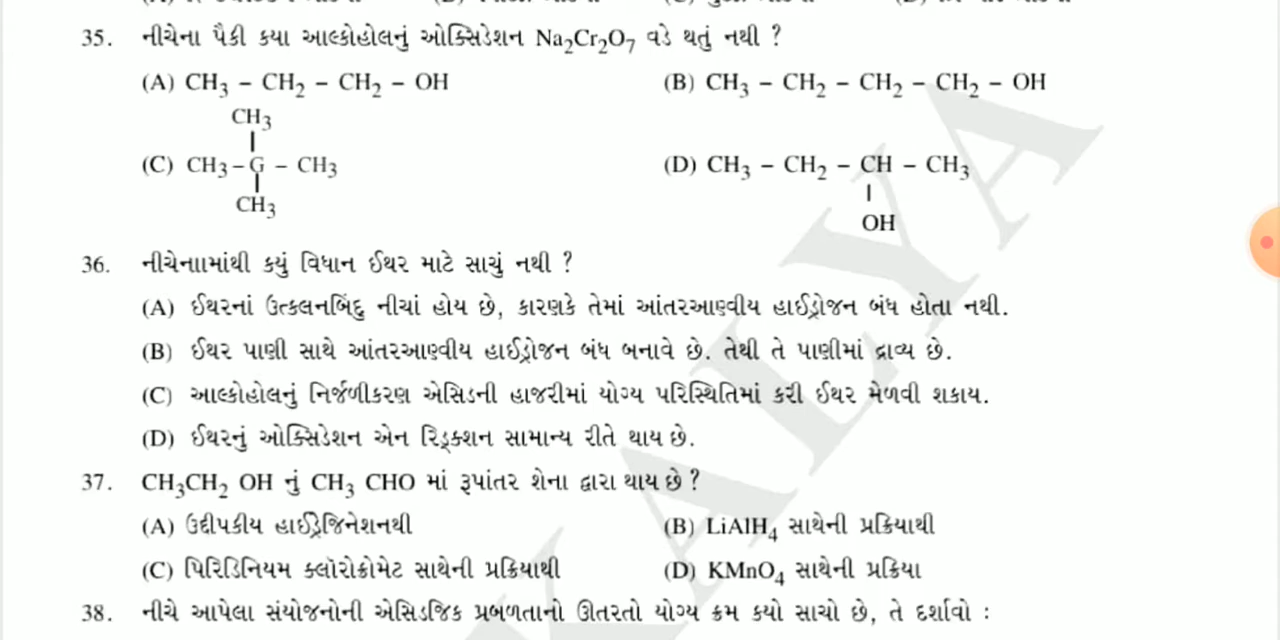 35. નીચેના પૈકી કયા આલ્કોહોલનું ઓક્સિડેશન Na₂Cr₂O₇ વડે થતું નથી ?
(A) CH₃ – CH₂ – CH₂ – OH (B) CH₃ – CH₂ – CH₂ – CH₂ – OH
CH₃
|
(C) CH₃ – G – CH₃ (D) CH₃ – CH₂ – CH – CH₃
| |
CH₃ OH
36. નીચેનાામાંથી કયું વિધાન ઈથર માટે સાચું નથી ?
(A) ઈથરનાં ઉત્કલનબિંદુ નીચાં હોય છે, કારણકે તેમાં આંતરઆણ્વીય હાઈડ્રોજન બંધ હોતા નથી.
(B) ઈથર પાણી સાથે આંતરઆણ્વીય હાઈડ્રોજન બંધ બનાવે છે. તેથી તે પાણીમાં દ્રાવ્ય છે.
(C) આલ્કોહોલનું નિર્જળીકરણ એસિડની હાજરીમાં યોગ્ય પરિસ્થિતિમાં કરી ઈથર મેળવી શકાય.
(D) ઈથરનું ઓક્સિડેશન એન રિડ્ક્શન સામાન્ય રીતે થાય છે.
37. CH₃CH₂ OH નું CH₃ CHO માં રૂપાંતર શેના દ્વારા થાય છે ?
(A) ઉદ્દીપકીય હાઈડ્રેજિનેશનથી (B) LiAlH₄ સાથેની પ્રક્રિયાથી
(C) પિરિડિનિયમ ક્લૉરોક્રોમેટ સાથેની પ્રક્રિયાથી (D) KMnO₄ સાથેની પ્રક્રિયા
38. નીચે આપેલા સંયોજનોની એસિડજિક પ્રબળતાનો ઊતરતો યોગ્ય ક્રમ કયો સાચો છે, તે દર્શાવો :
KALYA